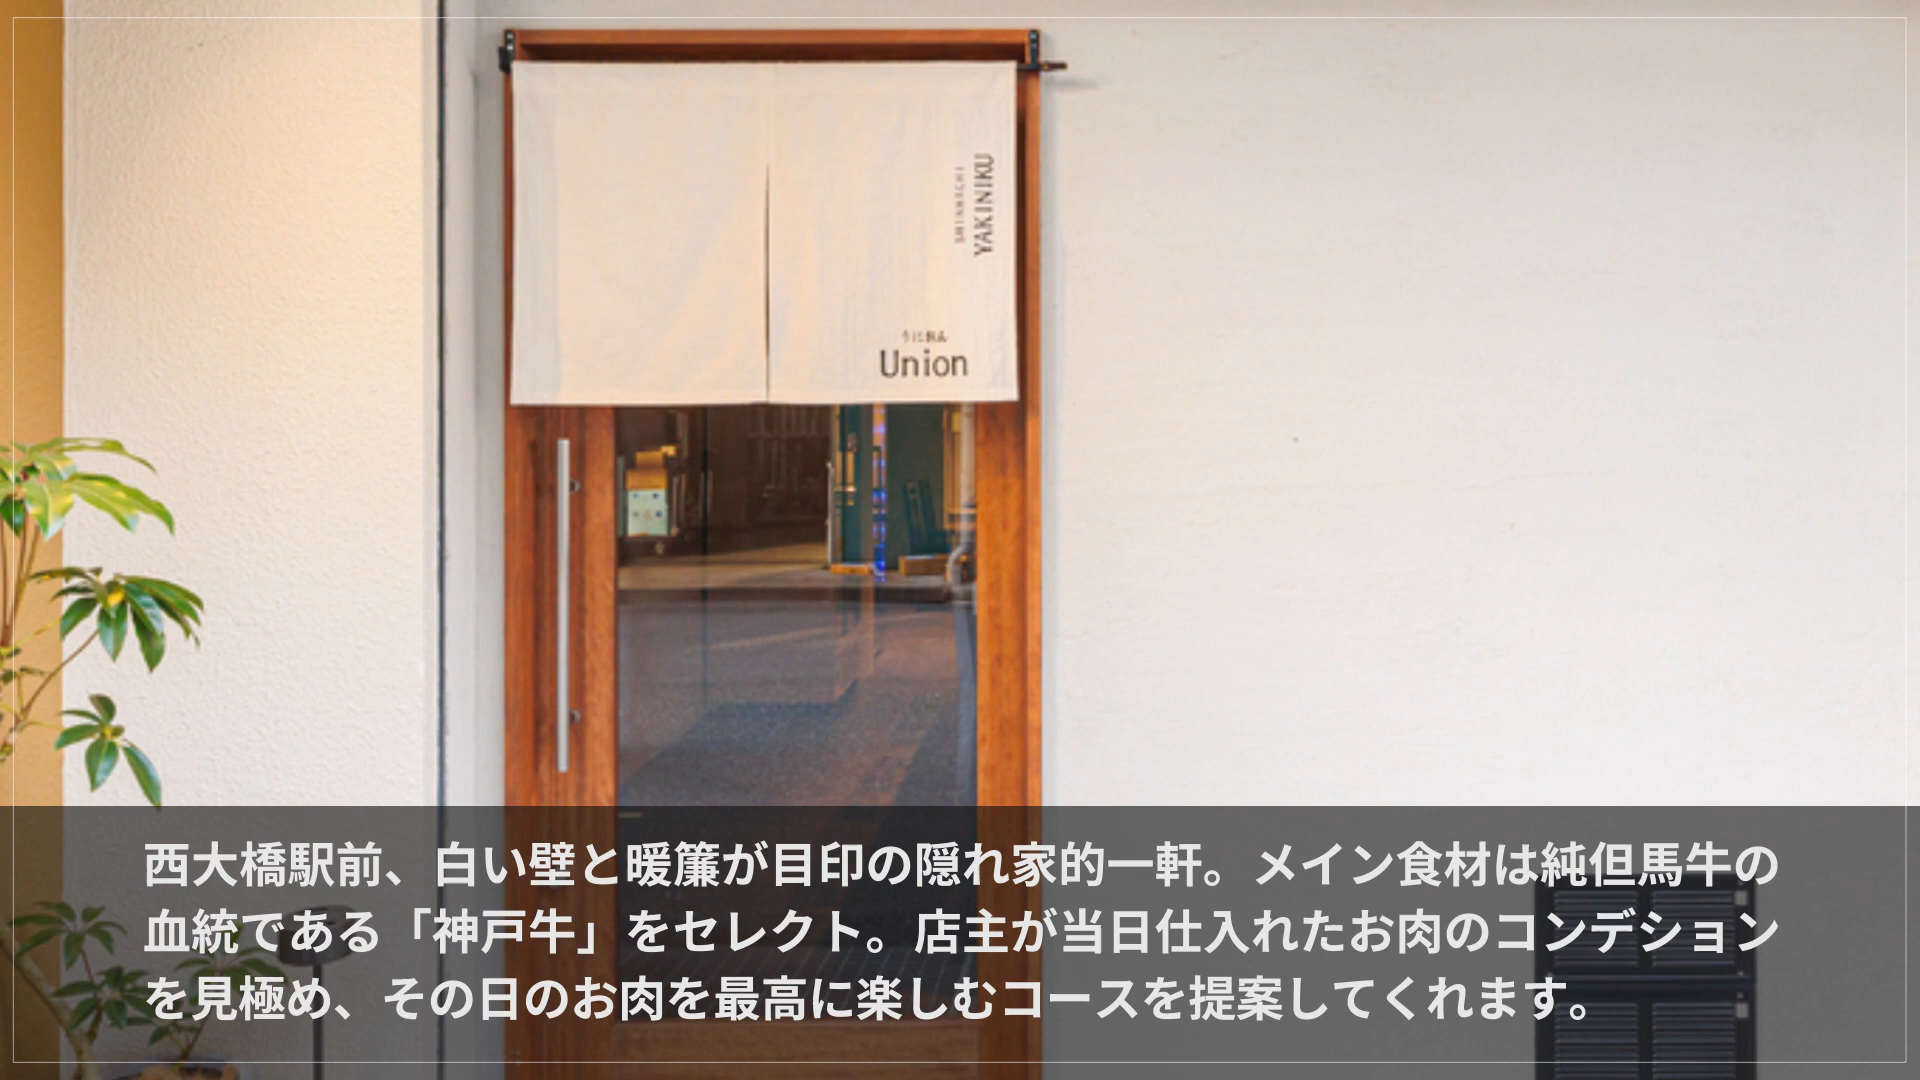 SHINMACHI
YAKINIKU
うにおん
Union
西大橋駅前、白い壁と暖簾が目印の隠れ家的一軒。メイン食材は純但馬牛の
血統である「神戸牛」をセレクト。店主が当日仕入れたお肉のコンデション
を見極め、その日のお肉を最高に楽しむコースを提案してくれます。